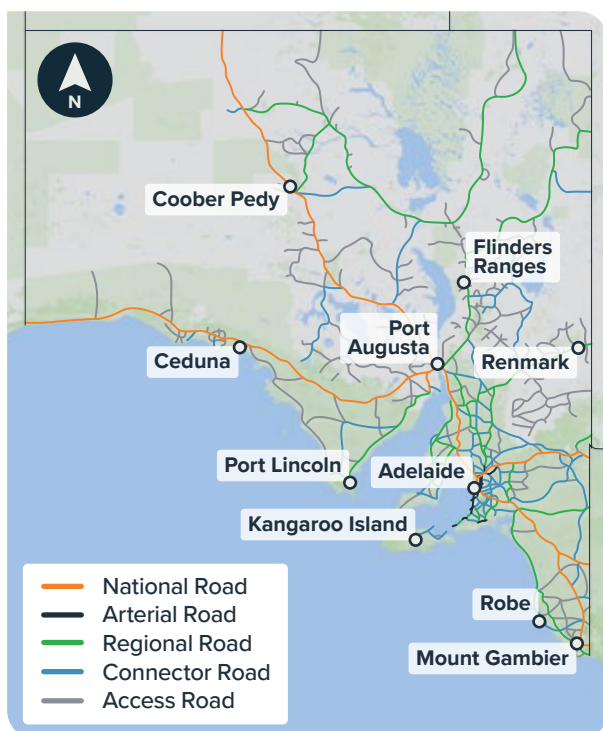 N
Coober Pedy
Flinders
Ranges
Port
Augusta
Ceduna
Renmark
Port Lincoln
Adelaide
Kangaroo Island
Robe
Mount Gambier
National Road
Arterial Road
Regional Road
Connector Road
Access Road